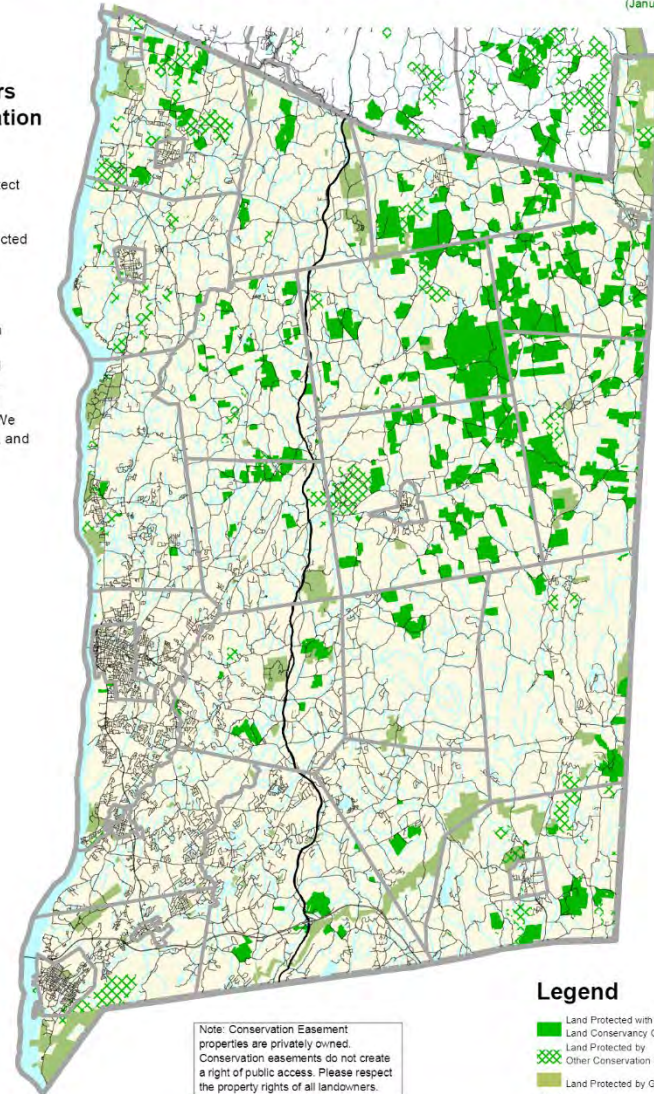 (Janu
rs
ation
tect
cted
We
and
Note: Conservation Easement
properties are privately owned.
Conservation easements do not create
a right of public access. Please respect
the property rights of all landowners.
Legend
Land Protected with
Land Conservancy
Land Protected by
Other Conservation
Land Protected by G